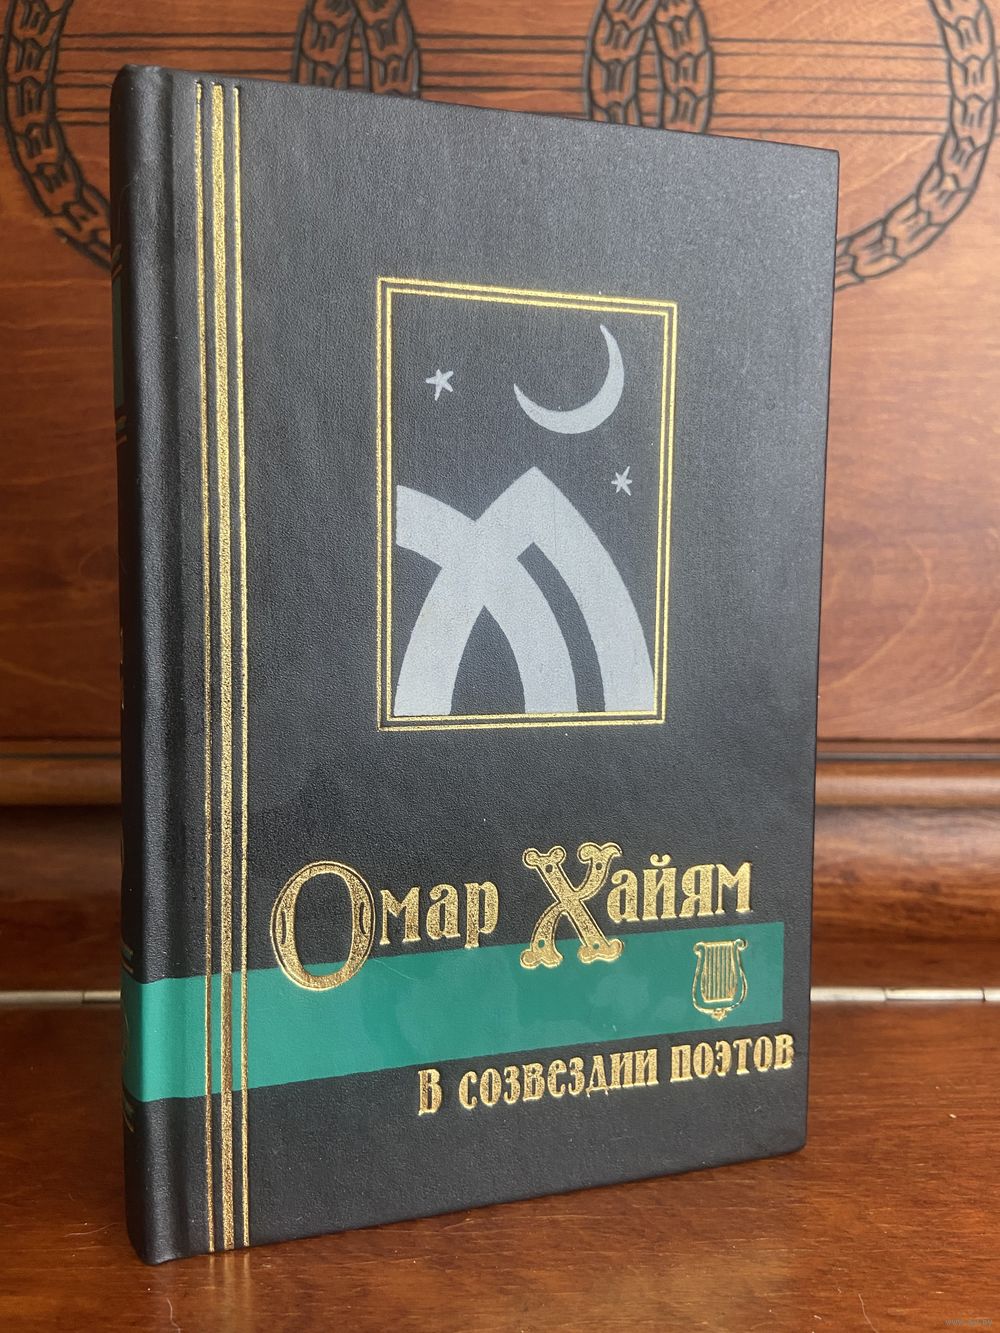 Омар Хайям
в созвездии поэтов